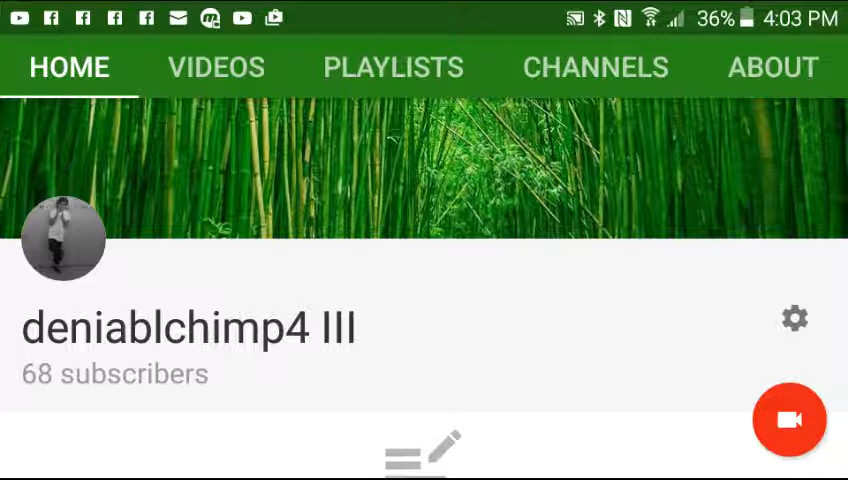 36% 4:03 PM
HOME VIDEOS PLAYLISTS CHANNELS ABOUT
deniablchimp4 III
68 subscribers